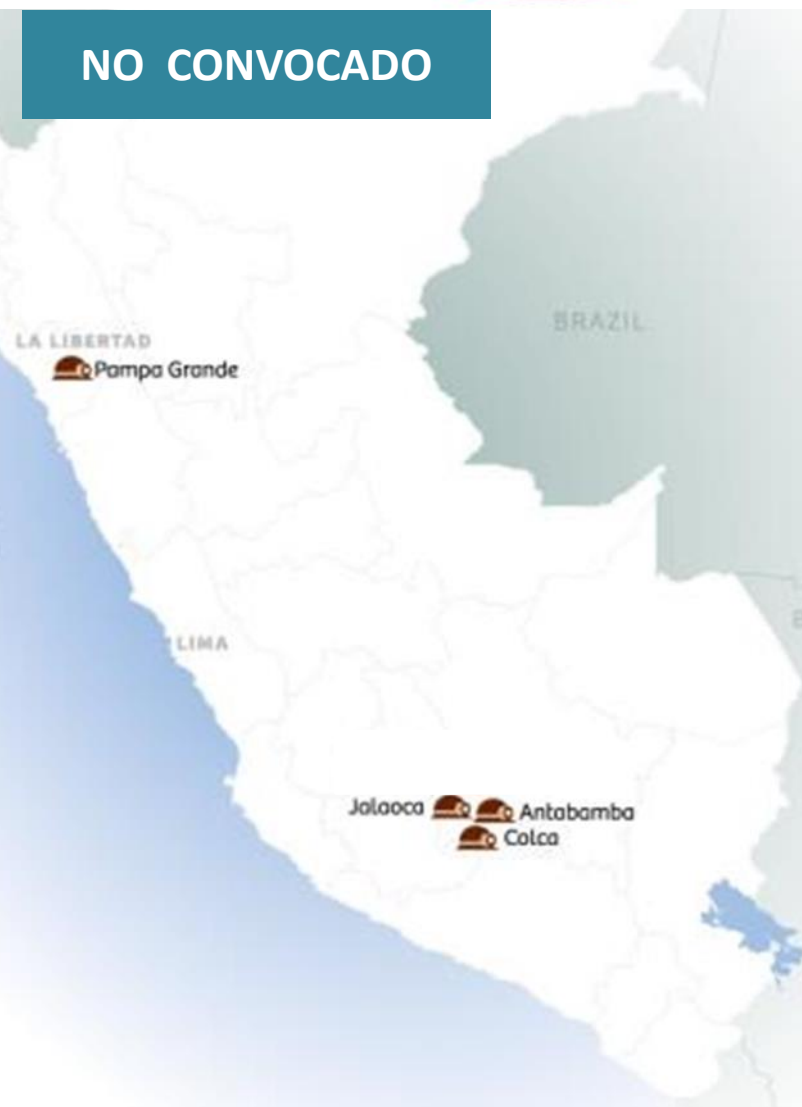 NO CONVOCADO
BRAZIL
LA LIBERTAD
Pampa Grande
LIMA
Jalaoca
Antabamba
Colca